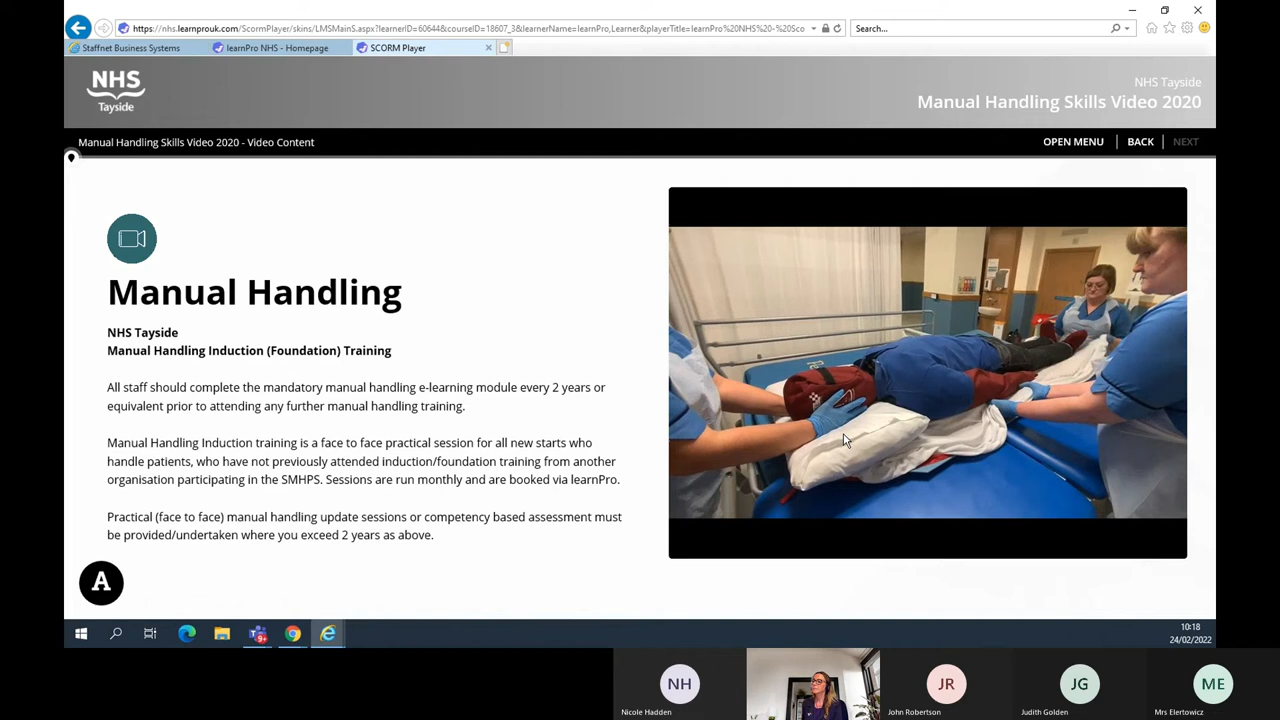 https://nhs.learnprouk.com/ScormPlayer/skins/LMSMainS.aspx?learnerID=60644&courseID=18607_3&learnerName=learnPro,Learner&playerTitle=learnPro%20NHS%20-%20Sco
Search...
Staffnet Business Systems
learnPro NHS - Homepage
SCORM Player
NHS
Tayside
NHS Tayside
Manual Handling Skills Video 2020
Manual Handling Skills Video 2020 - Video Content
OPEN MENU
BACK
NEXT
Manual Handling
NHS Tayside
Manual Handling Induction (Foundation) Training
All staff should complete the mandatory manual handling e-learning module every 2 years or
equivalent prior to attending any further manual handling training.
Manual Handling Induction training is a face to face practical session for all new starts who
handle patients, who have not previously attended induction/foundation training from another
organisation participating in the SMHPS. Sessions are run monthly and are booked via learnPro.
Practical (face to face) manual handling update sessions or competency based assessment must
be provided/undertaken where you exceed 2 years as above.
A
9+
10:18
24/02/2022
NH
JR
JG
ME
Nicole Hadden
John Robertson
Judith Golden
Mrs Elertowicz